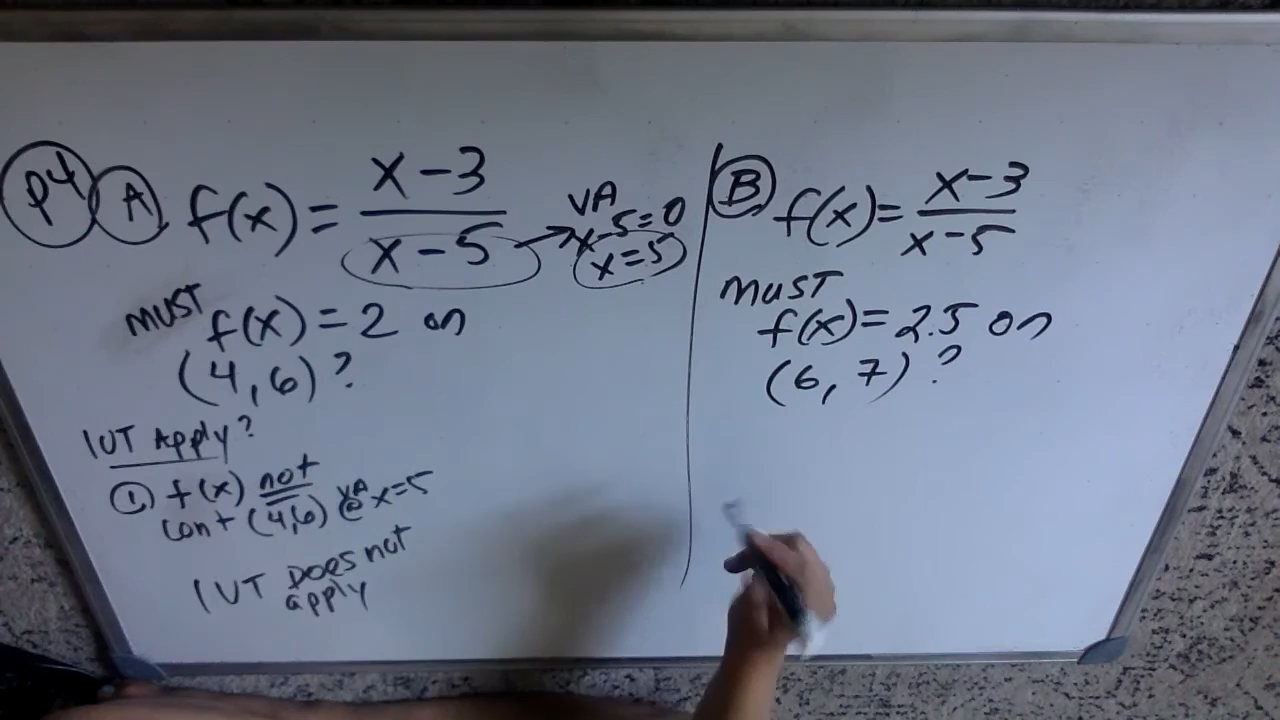 P4 A f(x) = x-3 / x-5
VA
x-5=0
x=5
MUST f(x) = 2 on
(4,6)?
IVT Apply?
① f(x) not
cont (4,6) VA @ x=5
IVT DOES not
apply
B f(x) = x-3 / x-5
MUST
f(x) = 2.5 on
(6,7)?